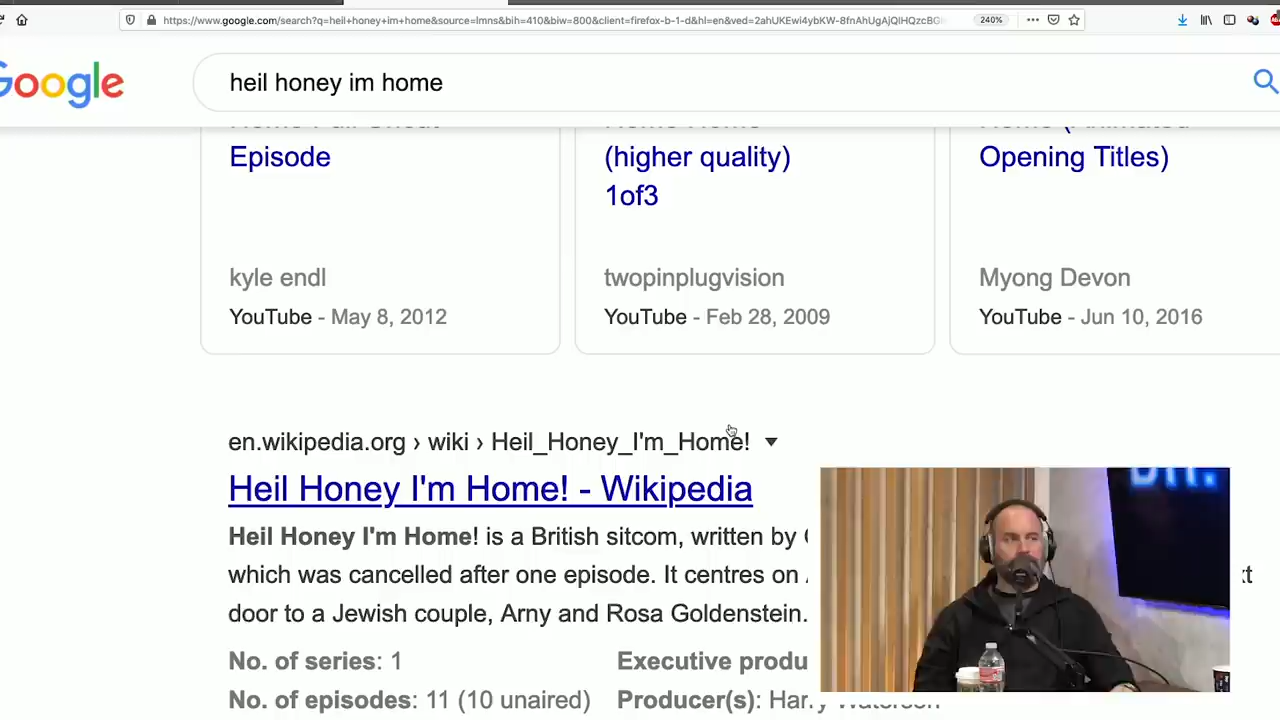 https://www.google.com/search?q=heil+honey+im+home&source=lmns&bih=410&biw=800&client=firefox-b-1-d&hl=en&ved=2ahUKEwi4ybKW-8fnAhUgAjQIHQzcBG
240%
Google
heil honey im home
Episode
(higher quality)
1of3
Opening Titles)
kyle endl
twopinplugvision
Myong Devon
YouTube - May 8, 2012
YouTube - Feb 28, 2009
YouTube - Jun 10, 2016
en.wikipedia.org › wiki › Heil_Honey_I'm_Home!
Heil Honey I'm Home! - Wikipedia
Heil Honey I'm Home! is a British sitcom, written by
which was cancelled after one episode. It centres on
door to a Jewish couple, Arny and Rosa Goldenstein.
No. of series: 1
Executive produ
No. of episodes: 11 (10 unaired)
Producer(s):